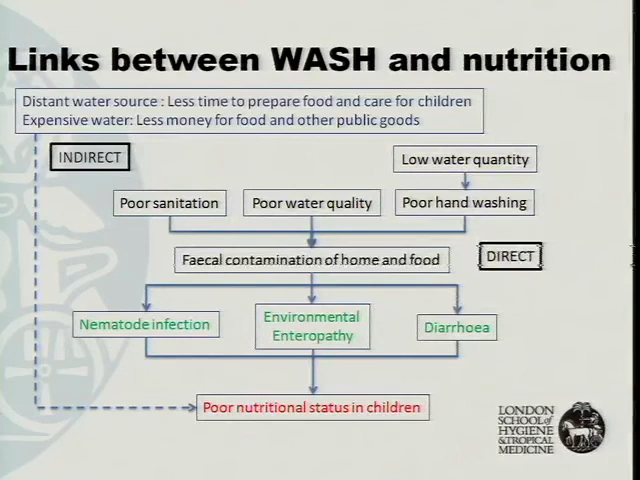 Links between WASH and nutrition
Distant water source : Less time to prepare food and care for children
Expensive water: Less money for food and other public goods
INDIRECT
Low water quantity
Poor sanitation
Poor water quality
Poor hand washing
Faecal contamination of home and food
DIRECT
Nematode infection
Environmental
Enteropathy
Diarrhoea
Poor nutritional status in children
LONDON
SCHOOL of
HYGIENE
&TROPICAL
MEDICINE